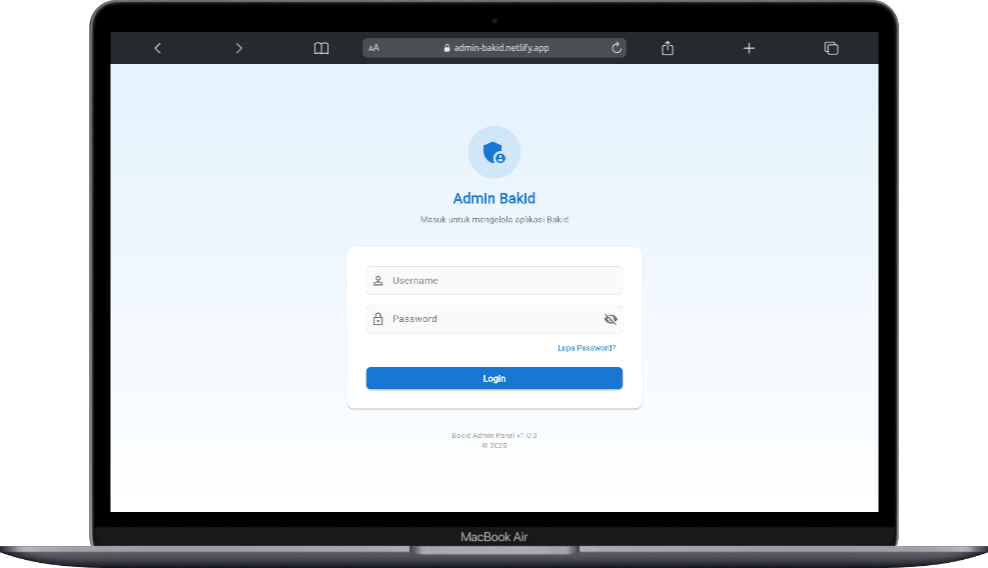 AA admin-bakid.netlify.app
Admin Bakid
Masuk untuk mengelola aplikasi Bakid
Username
Password
Lupa Password?
Login
Bakid Admin Panel v1.0.0
© 2025
MacBook Air